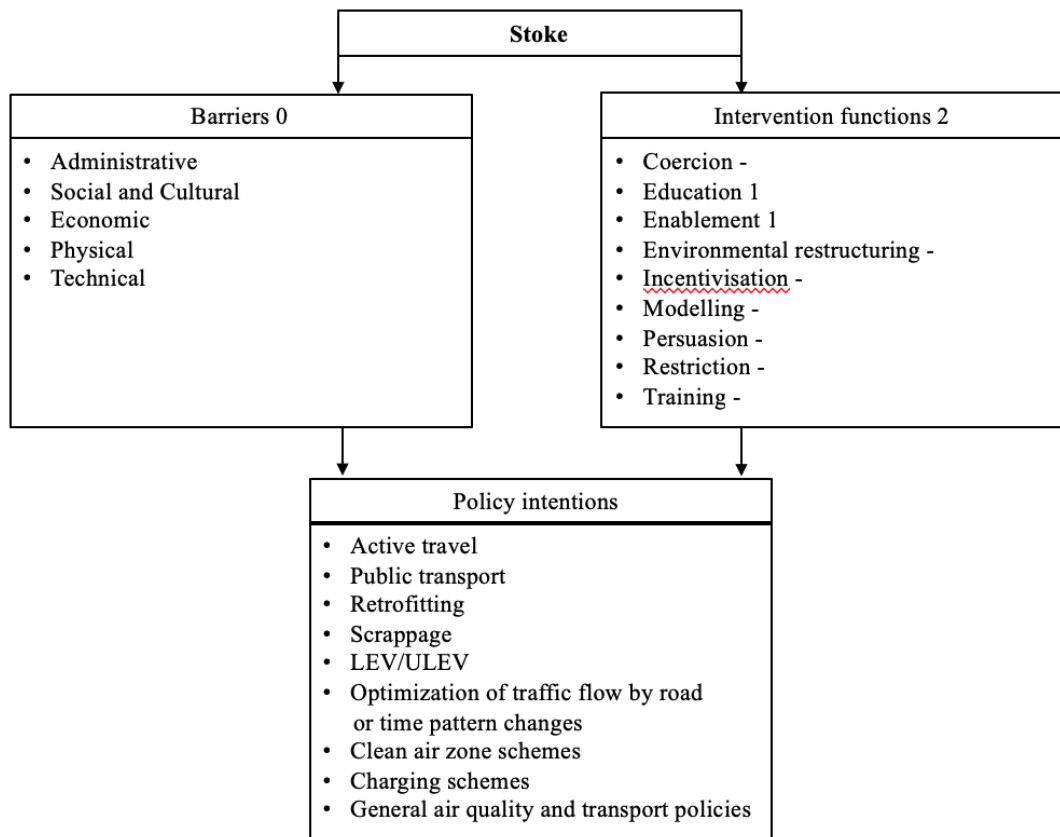 Stoke
Barriers 0
• Administrative
• Social and Cultural
• Economic
• Physical
• Technical
Intervention functions 2
• Coercion -
• Education 1
• Enablement 1
• Environmental restructuring -
• Incentivisation -
• Modelling -
• Persuasion -
• Restriction -
• Training -
Policy intentions
• Active travel
• Public transport
• Retrofitting
• Scrappage
• LEV/ULEV
• Optimization of traffic flow by road
or time pattern changes
• Clean air zone schemes
• Charging schemes
• General air quality and transport policies